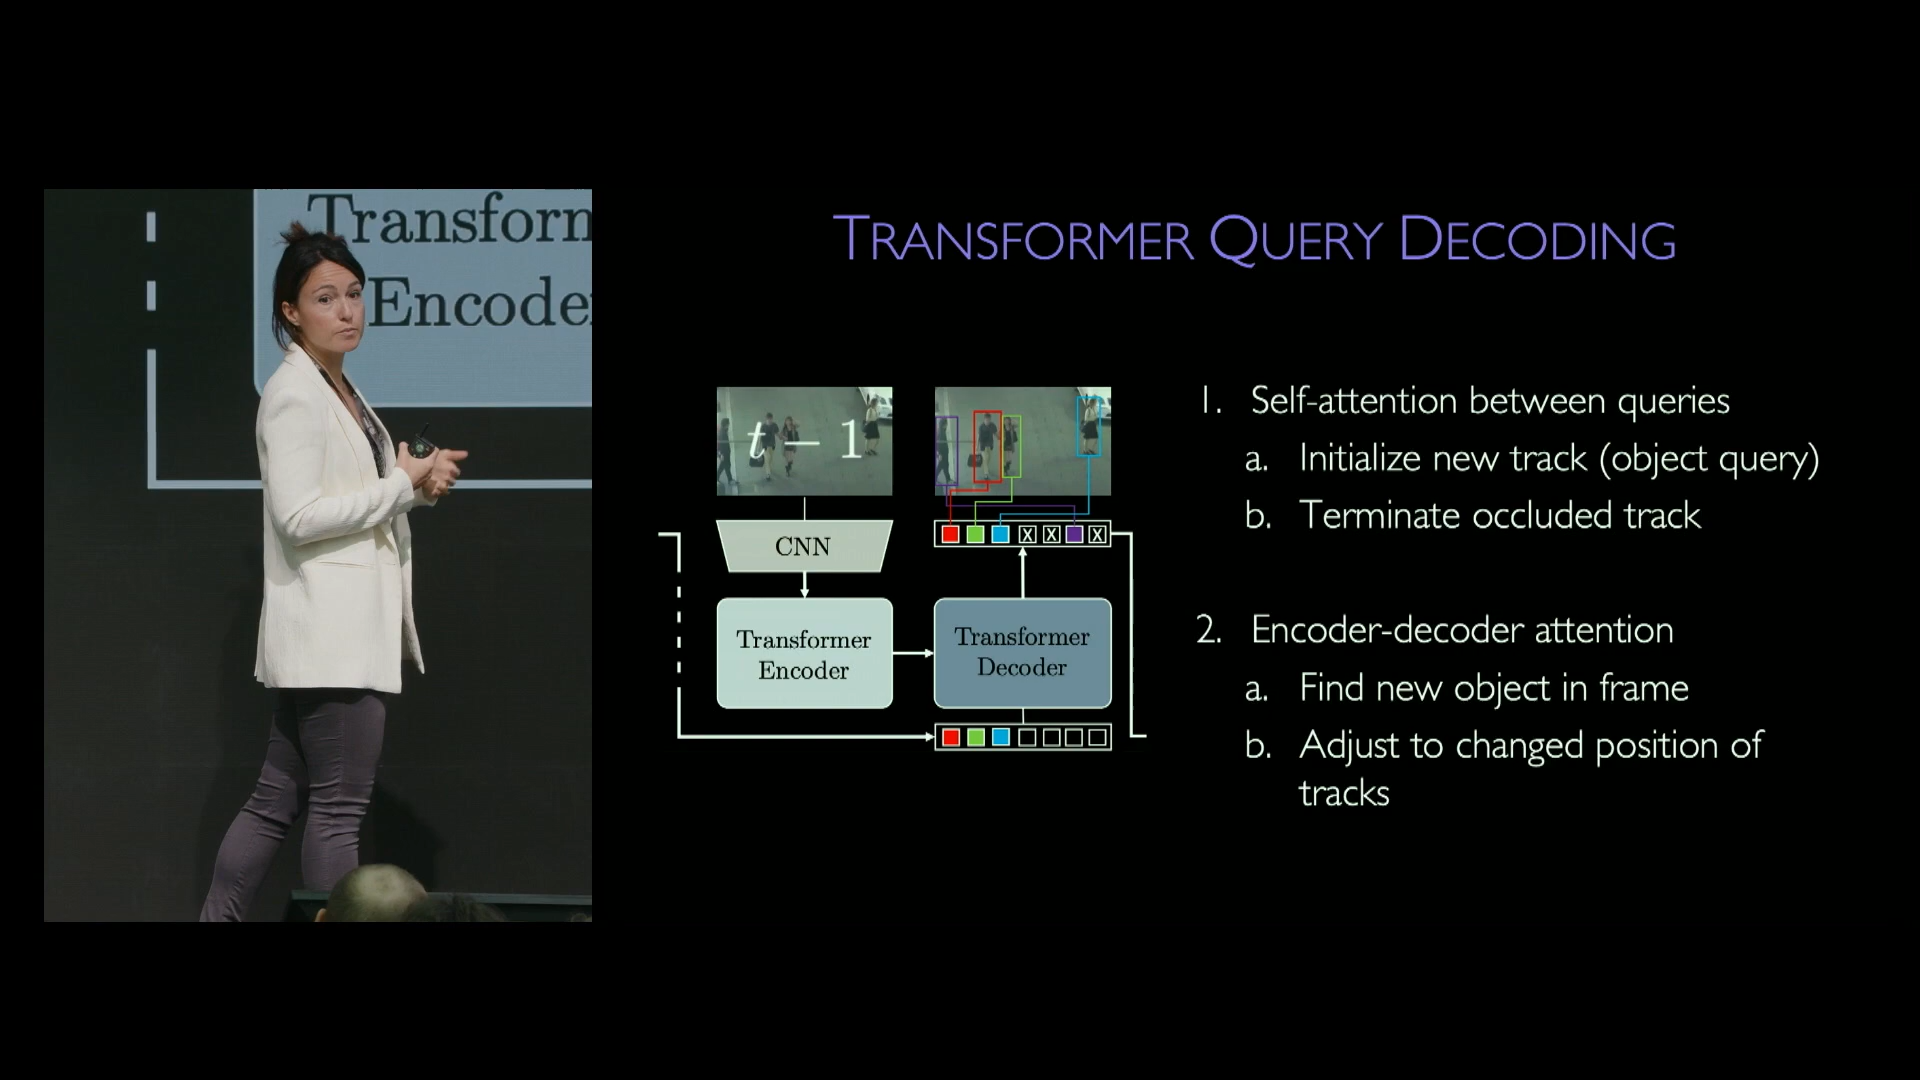 Transform
Encode
TRANSFORMER QUERY DECODING
t − 1
CNN
Transformer
Encoder
X X X
Transformer
Decoder
1. Self-attention between queries
a. Initialize new track (object query)
b. Terminate occluded track
2. Encoder-decoder attention
a. Find new object in frame
b. Adjust to changed position of
tracks